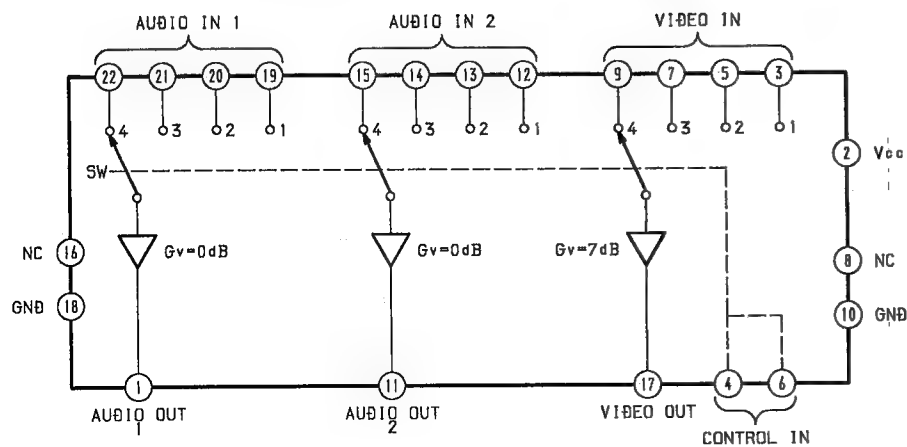 AUDIO IN 1 AUDIO IN 2 VIDEO IN
22 21 20 19 15 14 13 12 9 7 5 3
4 3 2 1 4 3 2 1 4 3 2 1
2 Vcc
SW
NC 16 Gv=0dB Gv=0dB Gv=7dB 8 NC
GND 18 10 GND
1 11 17 4 6
AUDIO OUT
1
AUDIO OUT
2
VIDEO OUT
CONTROL IN